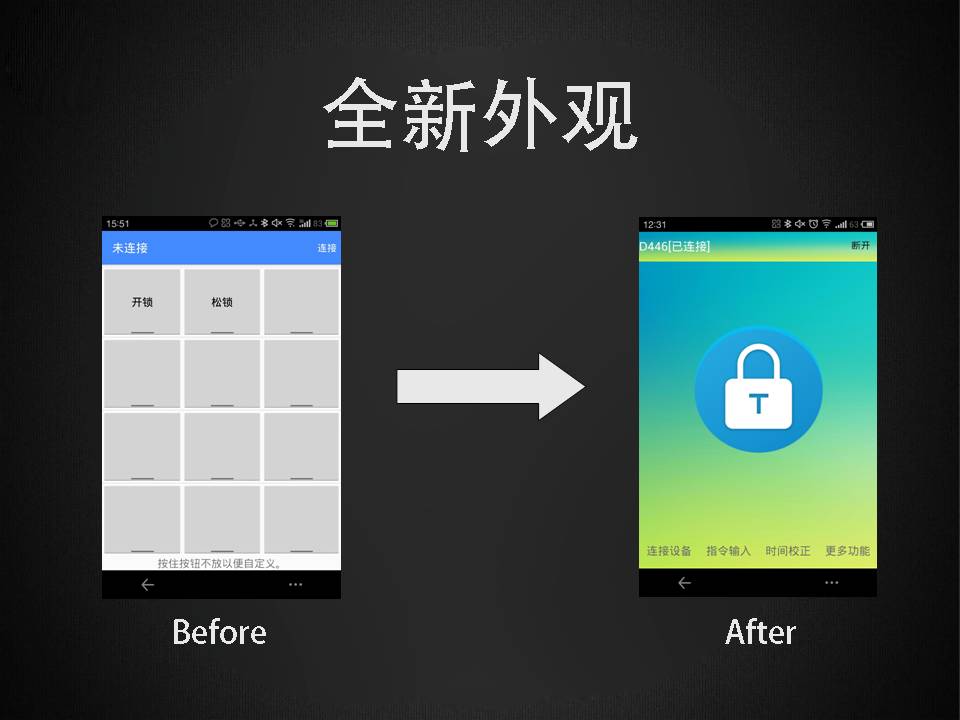 全新外观
15:51
83
未连接
连接
开锁
松锁
按住按钮不放以便自定义。
Before
12:31
63
D446[已连接]
断开
T
连接设备 指令输入 时间校正 更多功能
After